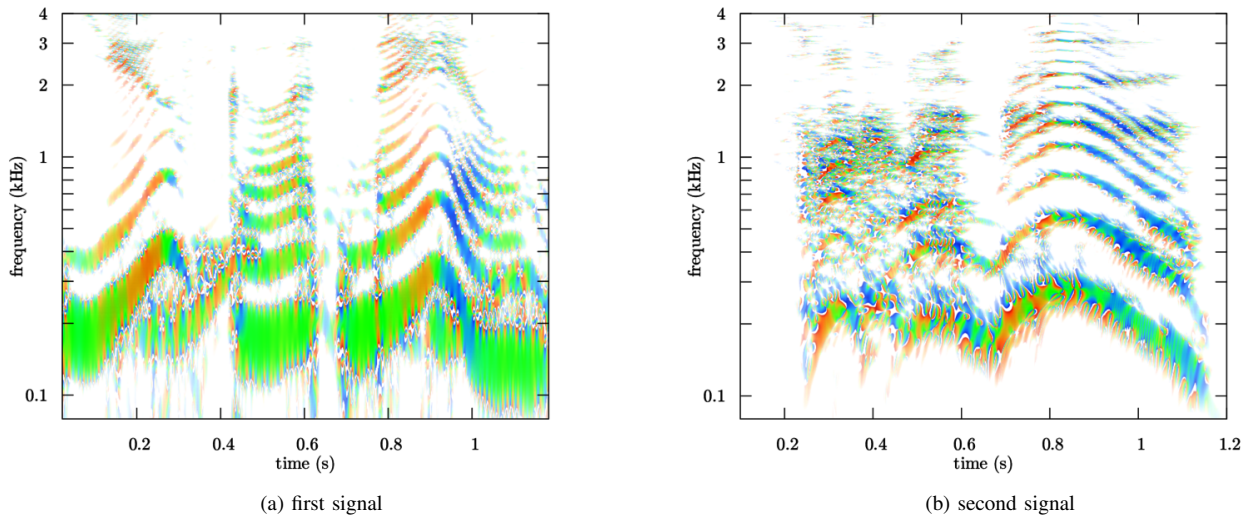 4
3
2
1
0.1
frequency (kHz)
0.2 0.4 0.6 0.8 1
time (s)
(a) first signal
4
3
2
1
0.1
frequency (kHz)
0.2 0.4 0.6 0.8 1 1.2
time (s)
(b) second signal